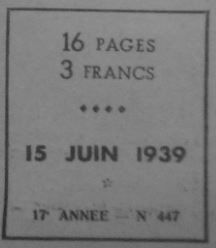 16 PAGES
3 FRANCS
15 JUIN 1939
17e ANNÉE — N 447